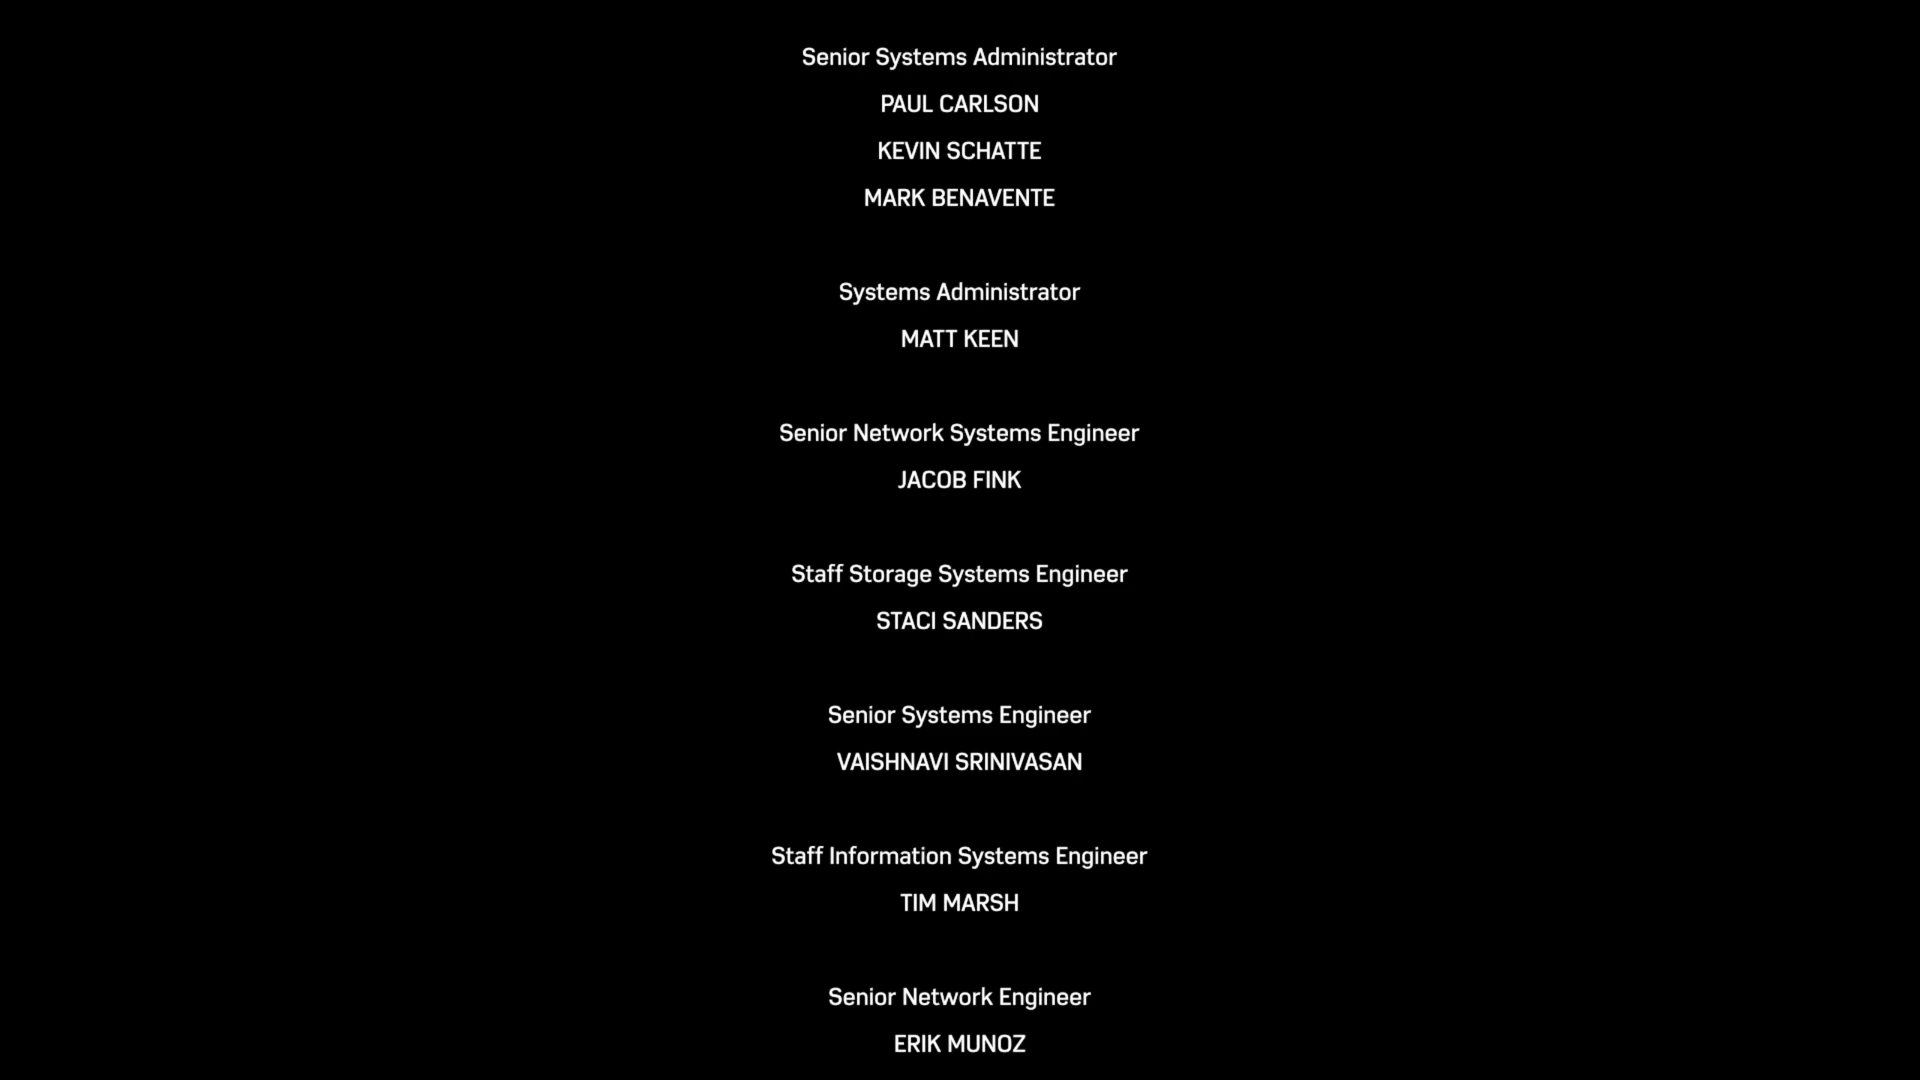 Senior Systems Administrator
PAUL CARLSON
KEVIN SCHATTE
MARK BENAVENTE
Systems Administrator
MATT KEEN
Senior Network Systems Engineer
JACOB FINK
Staff Storage Systems Engineer
STACI SANDERS
Senior Systems Engineer
VAISHNAVI SRINIVASAN
Staff Information Systems Engineer
TIM MARSH
Senior Network Engineer
ERIK MUNOZ